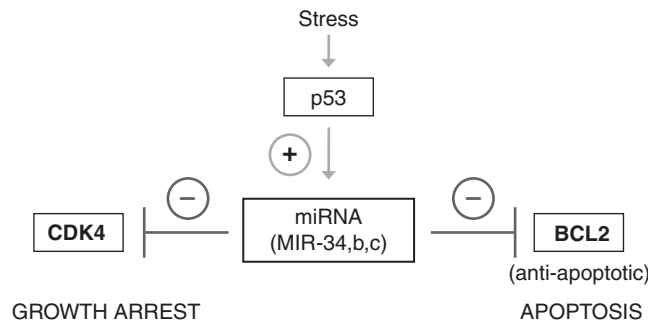 Stress
p53
+
− −
CDK4 miRNA BCL2
(MIR-34,b,c)
(anti-apoptotic)
GROWTH ARREST APOPTOSIS